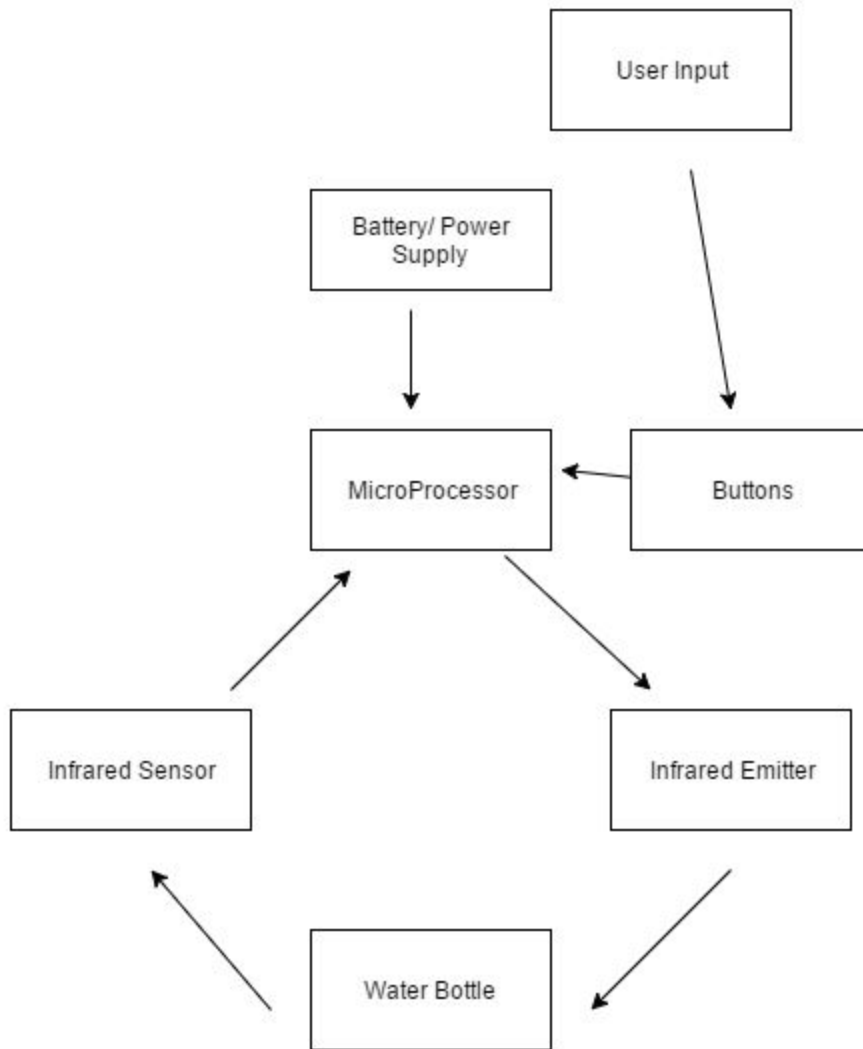 User Input
Battery/ Power
Supply
MicroProcessor
Buttons
Infrared Sensor
Infrared Emitter
Water Bottle